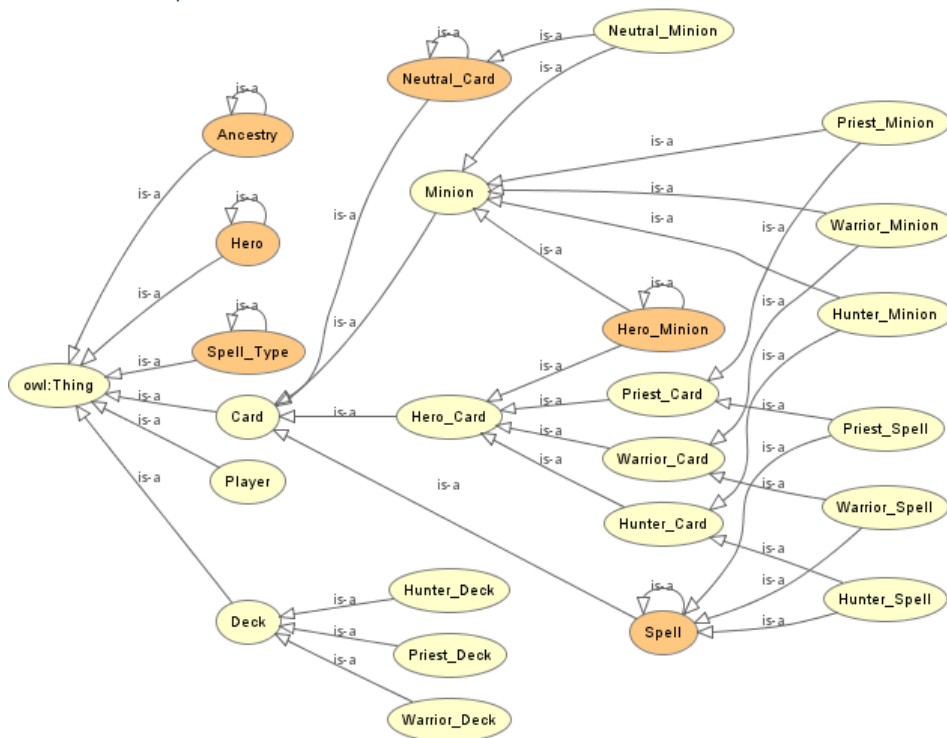 is-a
Neutral_Minion
is-a
Neutral_Card
is-a
is-a
Ancestry
Priest_Minion
is-a
is-a
Minion
is-a
is-a
is-a
is-a
is-a
Warrior_Minion
Hero
is-a
is-a
is-a
is-a
is-a
Hunter_Minion
is-a
Hero_Minion
is-a
Spell_Type
is-a
is-a
is-a
owl:Thing
is-a
Priest_Card
is-a
Card
is-a
Hero_Card
is-a
is-a
Priest_Spell
is-a
is-a
Warrior_Card
is-a
is-a
Player
is-a
is-a
Warrior_Spell
Hunter_Card
is-a
is-a
is-a
Hunter_Deck
is-a
Hunter_Spell
is-a
is-a
Deck
is-a
Spell
Priest_Deck
is-a
Warrior_Deck